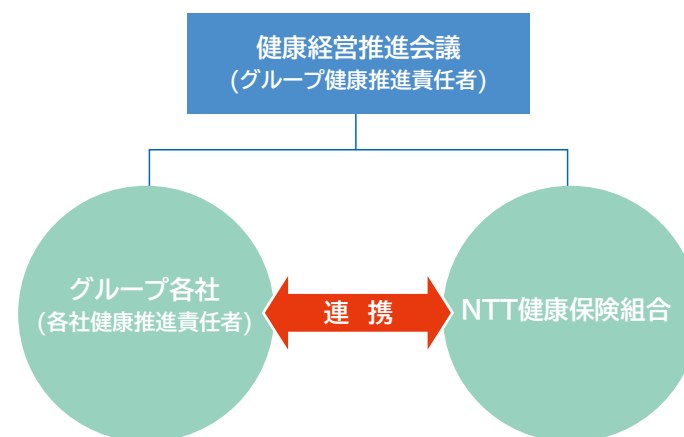 健康経営推進会議
(グループ健康推進責任者)
グループ各社
(各社健康推進責任者)
連携
NTT健康保険組合